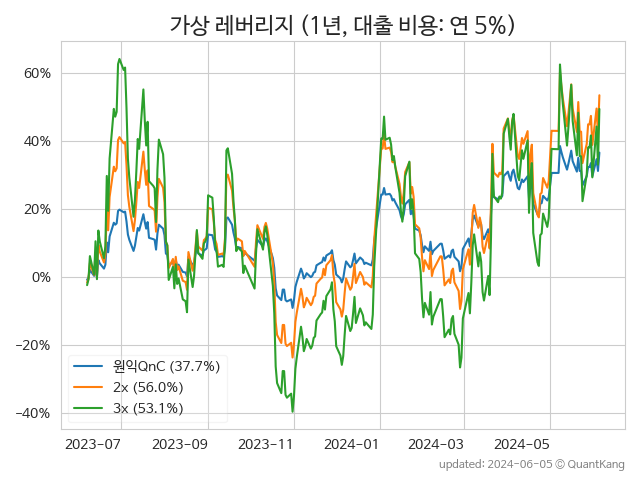 가상 레버리지 (1년, 대출 비용: 연 5%)
60%
40%
20%
0%
−20%
−40%
원익QnC (37.7%)
2x (56.0%)
3x (53.1%)
2023-07 2023-09 2023-11 2024-01 2024-03 2024-05
updated: 2024-06-05 © QuantKang